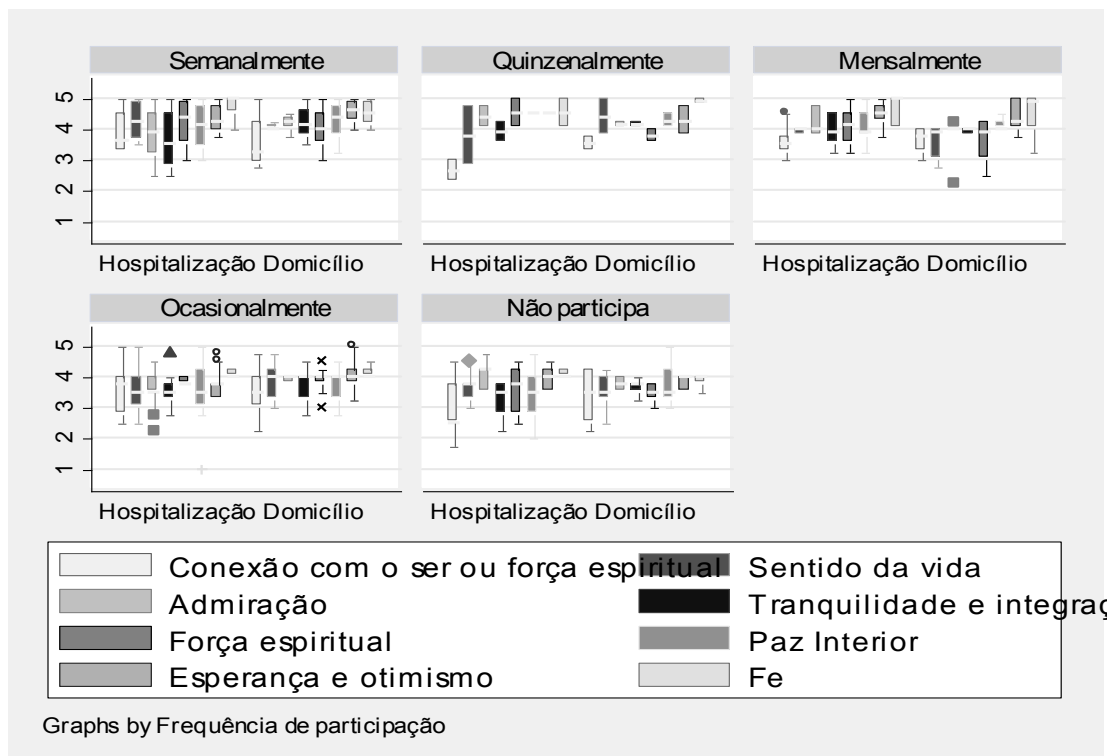 Semanalmente Quinzenalmente Mensalmente
5
4
3
2
1
Hospitalização Domicílio Hospitalização Domicílio Hospitalização Domicílio
Ocasionalmente Não participa
5
4
3
2
1
Hospitalização Domicílio Hospitalização Domicílio
Conexão com o ser ou força espiritual Sentido da vida
Admiração Tranquilidade e integraç
Força espiritual Paz Interior
Esperança e otimismo Fe
Graphs by Frequência de participação